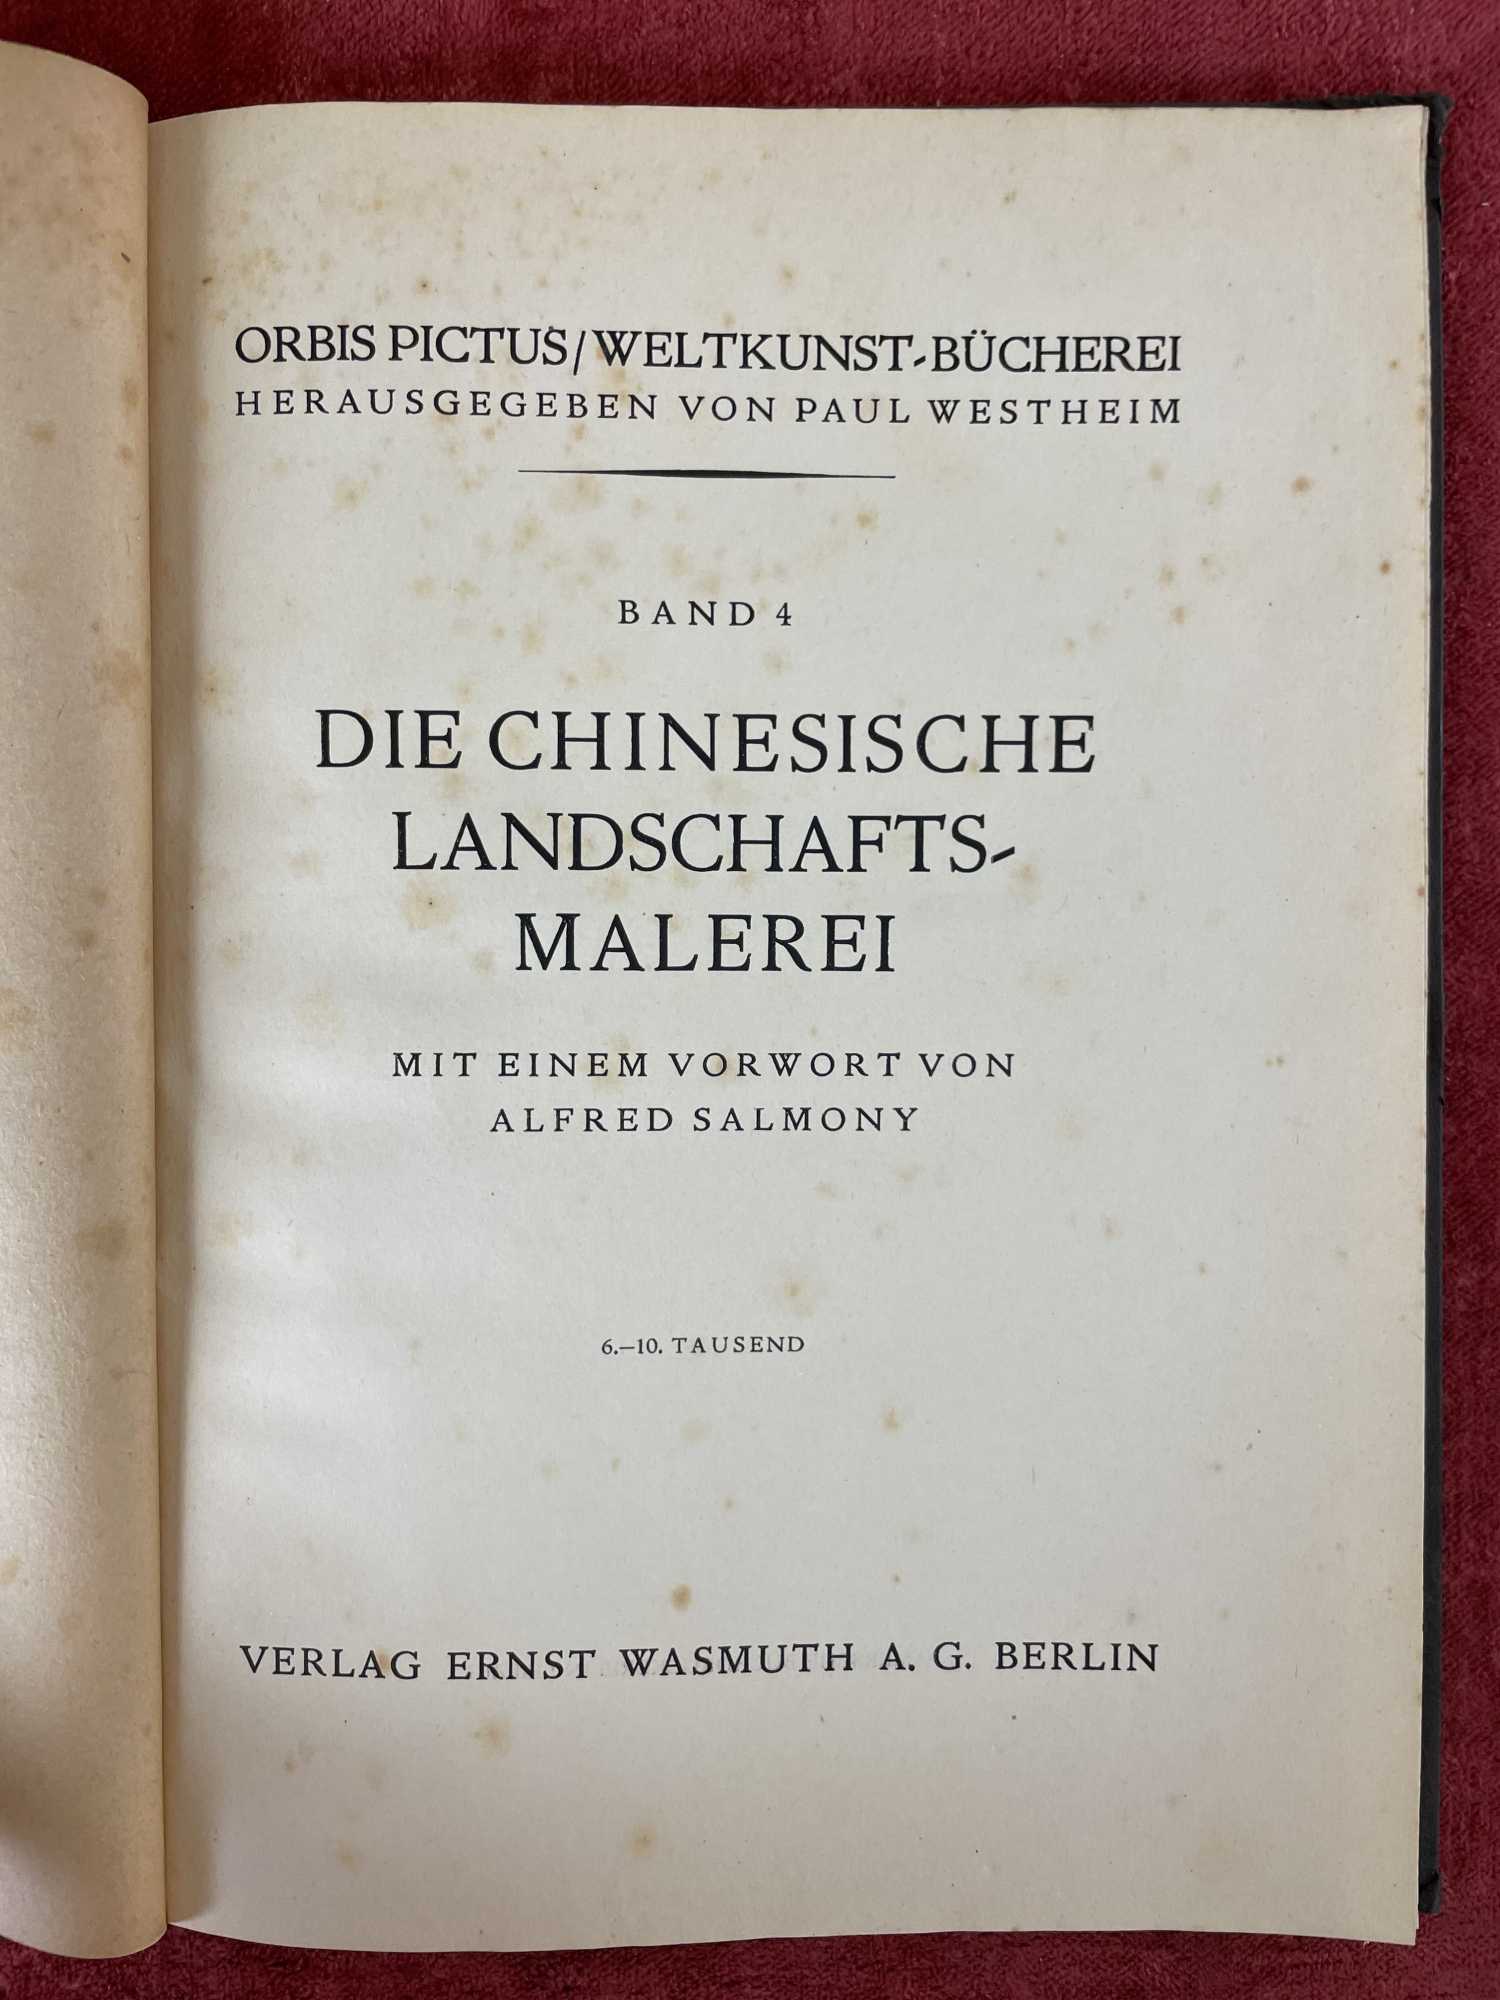 ORBIS PICTUS/WELTKUNST-BÜCHEREI
HERAUSGEGEBEN VON PAUL WESTHEIM
BAND 4
DIE CHINESISCHE
LANDSCHAFTS-
MALEREI
MIT EINEM VORWORT VON
ALFRED SALMONY
6.–10. TAUSEND
VERLAG ERNST WASMUTH A. G. BERLIN